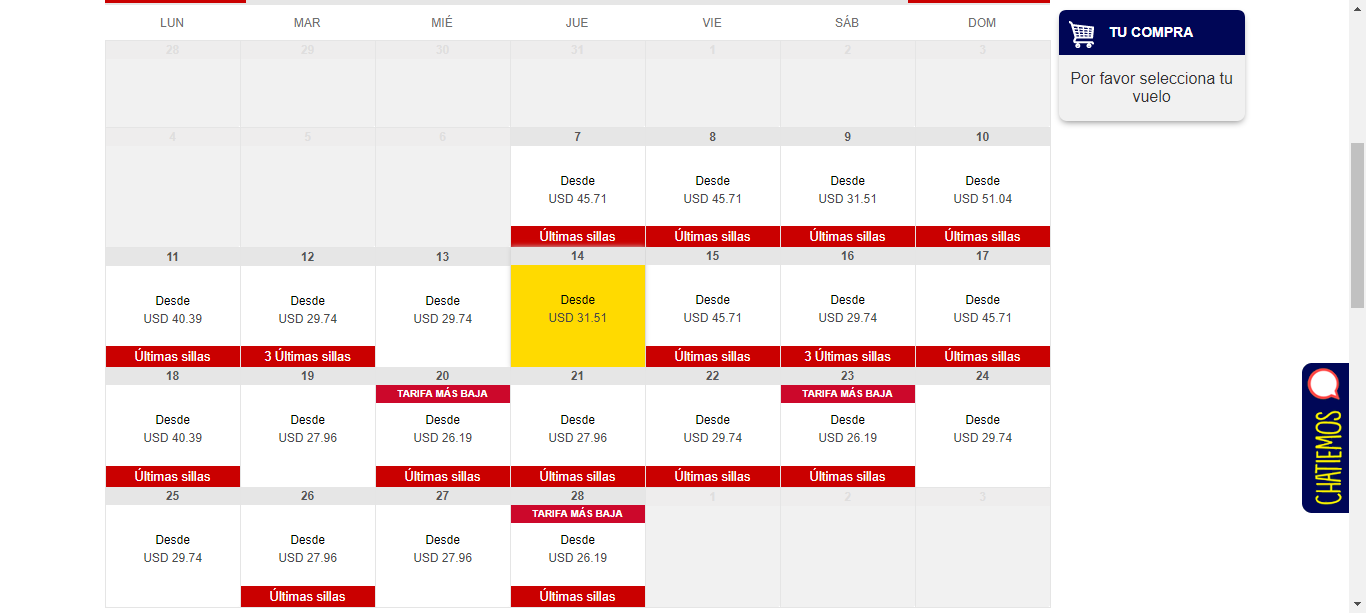 LUN MAR MIÉ JUE VIE SÁB DOM
TU COMPRA
Por favor selecciona tu
vuelo
28 29 30 31 1 2 3
4 5 6 7 8 9 10
Desde Desde Desde Desde
USD 45.71 USD 45.71 USD 31.51 USD 51.04
Últimas sillas Últimas sillas Últimas sillas Últimas sillas
11 12 13 14 15 16 17
Desde Desde Desde Desde Desde Desde Desde
USD 40.39 USD 29.74 USD 29.74 USD 31.51 USD 45.71 USD 29.74 USD 45.71
Últimas sillas 3 Últimas sillas Últimas sillas 3 Últimas sillas Últimas sillas
18 19 20 21 22 23 24
TARIFA MÁS BAJA TARIFA MÁS BAJA
Desde Desde Desde Desde Desde Desde Desde
USD 40.39 USD 27.96 USD 26.19 USD 27.96 USD 29.74 USD 26.19 USD 29.74
Últimas sillas Últimas sillas Últimas sillas Últimas sillas Últimas sillas
25 26 27 28 1 2 3
TARIFA MÁS BAJA
Desde Desde Desde Desde
USD 29.74 USD 27.96 USD 27.96 USD 26.19
Últimas sillas Últimas sillas
CHATIEMOS